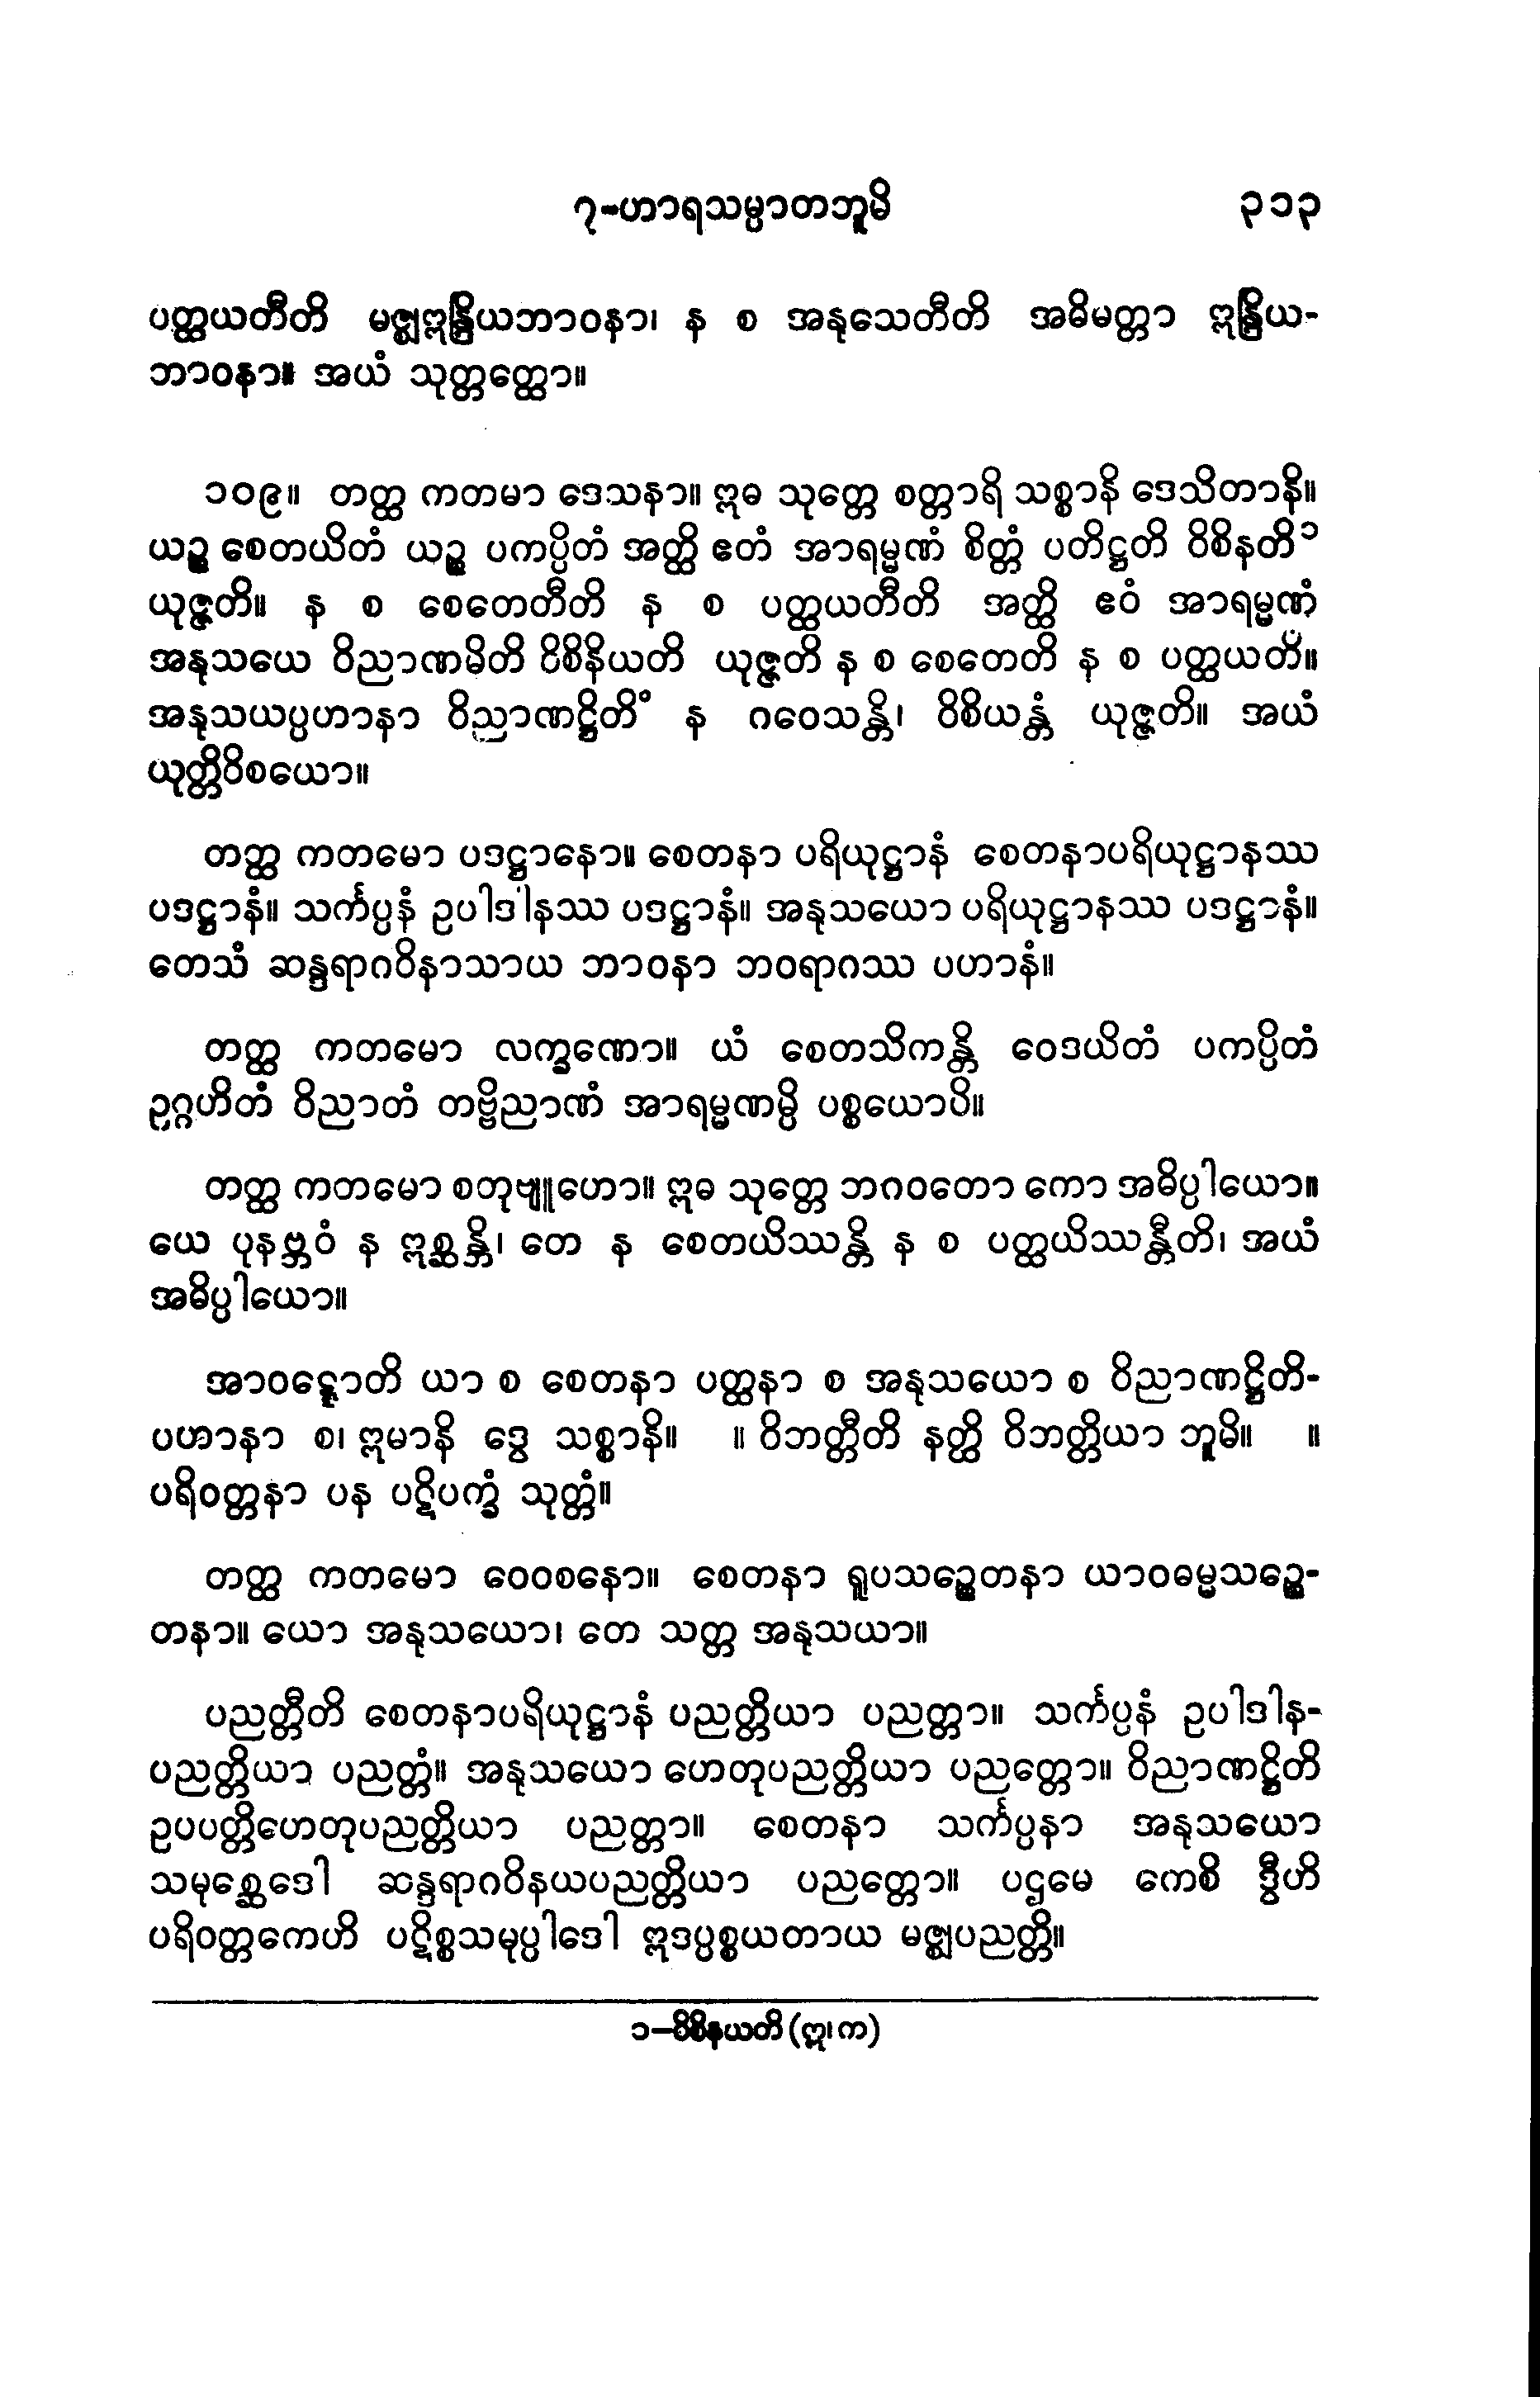 ၇-ဟာရသမ္ပာတဘူမိ ၃၁၃
ပတ္ထယတီတိ မဇ္ဈဣန္ဒြိယဘာဝနာ၊ န စ အနုသေတီတိ အဓိမတ္တာ ဣန္ဒြိယ-
ဘာဝနာ။ အယံ သုတ္တတ္ထော။
၁၀၉။ တတ္ထ ကတမာ ဒေသနာ။ ဣဓ သုတ္တေ စတ္တာရိ သစ္စာနိ ဒေသိတာနိ။
ယဉ္စ စေတယိတံ ယဉ္စ ပကပ္ပိတံ အတ္ထိ ဧတံ အာရမ္မဏံ စိတ္တံ ပတိဋ္ဌတိ ဝိစိနတိ၁
ယုဇ္ဇတိ။ န စ စေတေတီတိ န စ ပတ္ထယတီတိ အတ္ထိ ဧဝံ အာရမ္မဏံ
အနုသယေ ဝိညာဏမိတိ ဝိစိနိယတိ ယုဇ္ဇတိ န စ စေတေတိ န စ ပတ္ထယတိ။
အနုသယပ္ပဟာနာ ဝိညာဏဋ္ဌိတိံ န ဂဝေသန္တိ၊ ဝိစိယန္တံ ယုဇ္ဇတိ။ အယံ
ယုတ္တိဝိစယော။
တတ္ထ ကတမော ပဒဋ္ဌာနော။ စေတနာ ပရိယုဋ္ဌာနံ စေတနာပရိယုဋ္ဌာနဿ
ပဒဋ္ဌာနံ။ သင်္ကပ္ပနံ ဥပါဒါနဿ ပဒဋ္ဌာနံ။ အနုသယော ပရိယုဋ္ဌာနဿ ပဒဋ္ဌာနံ။
တေသံ ဆန္ဒရာဂဝိနာသာယ ဘာဝနာ ဘဝရာဂဿ ပဟာနံ။
တတ္ထ ကတမော လက္ခဏော။ ယံ စေတသိကန္တိ ဝေဒယိတံ ပကပ္ပိတံ
ဥဂ္ဂဟိတံ ဝိညာတံ တဗ္ဗိညာဏံ အာရမ္မဏမ္ပိ ပစ္စယောပိ။
တတ္ထ ကတမော စတုဗျူဟော။ ဣဓ သုတ္တေ ဘဂဝတော ကော အဓိပ္ပါယော။
ယေ ပုနဗ္ဘဝံ န ဣစ္ဆန္တိ၊ တေ န စေတယိဿန္တိ န စ ပတ္ထယိဿန္တီတိ၊ အယံ
အဓိပ္ပါယော။
အာဝဋ္ဋောတိ ယာ စ စေတနာ ပတ္ထနာ စ အနုသယော စ ဝိညာဏဋ္ဌိတိ-
ပဟာနာ စ၊ ဣမာနိ ဒွေ သစ္စာနိ။ ။ ဝိဘတ္တီတိ နတ္ထိ ဝိဘတ္တိယာ ဘူမိ။ ။
ပရိဝတ္တနာ ပန ပဋိပက္ခံ သုတ္တံ။
တတ္ထ ကတမော ဝေဝစနော။ စေတနာ ရူပသဉ္စေတနာ ယာဝဓမ္မသဉ္စေ-
တနာ။ ယော အနုသယော၊ တေ သတ္တ အနုသယာ။
ပညတ္တီတိ စေတနာပရိယုဋ္ဌာနံ ပညတ္တိယာ ပညတ္တာ။ သင်္ကပ္ပနံ ဥပါဒါန-
ပညတ္တိယာ ပညတ္တံ။ အနုသယော ဟေတုပညတ္တိယာ ပညတ္တော။ ဝိညာဏဋ္ဌိတိ
ဥပပတ္တိဟေတုပညတ္တိယာ ပညတ္တာ။ စေတနာ သင်္ကပ္ပနာ အနုသယော
သမုစ္ဆေဒေါ ဆန္ဒရာဂဝိနယပညတ္တိယာ ပညတ္တော။ ပဌမေ ကေစိ ဒွီဟိ
ပရိဝတ္တကေဟိ ပဋိစ္စသမုပ္ပါဒေါ ဣဒပ္ပစ္စယတာယ မဇ္ဈပညတ္တိ။
၁-ဝိစိနယတိ (ဣ၊ က)